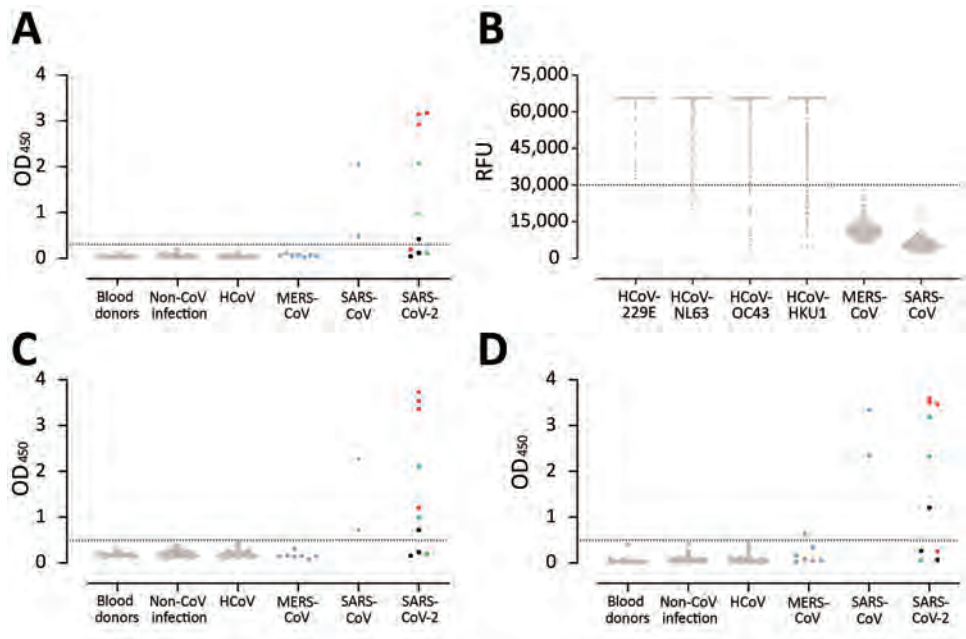 A
OD450
4
3
2
1
0
Blood donors
Non-CoV infection
HCoV
MERS-CoV
SARS-CoV
SARS-CoV-2
B
RFU
75,000
60,000
45,000
30,000
15,000
0
HCoV-229E
HCoV-NL63
HCoV-OC43
HCoV-HKU1
MERS-CoV
SARS-CoV
C
OD450
4
3
2
1
0
Blood donors
Non-CoV infection
HCoV
MERS-CoV
SARS-CoV
SARS-CoV-2
D
OD450
4
3
2
1
0
Blood donors
Non-CoV infection
HCoV
MERS-CoV
SARS-CoV
SARS-CoV-2